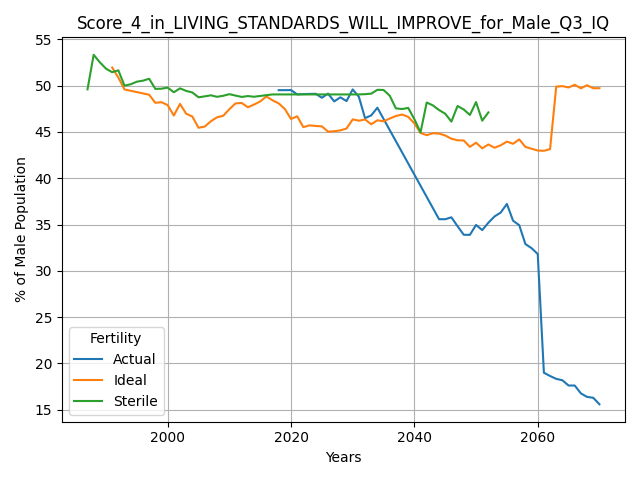 Score_4_in_LIVING_STANDARDS_WILL_IMPROVE_for_Male_Q3_IQ
55
50
45
40
35
30
25
20
15
% of Male Population
Fertility
Actual
Ideal
Sterile
2000
2020
2040
2060
Years